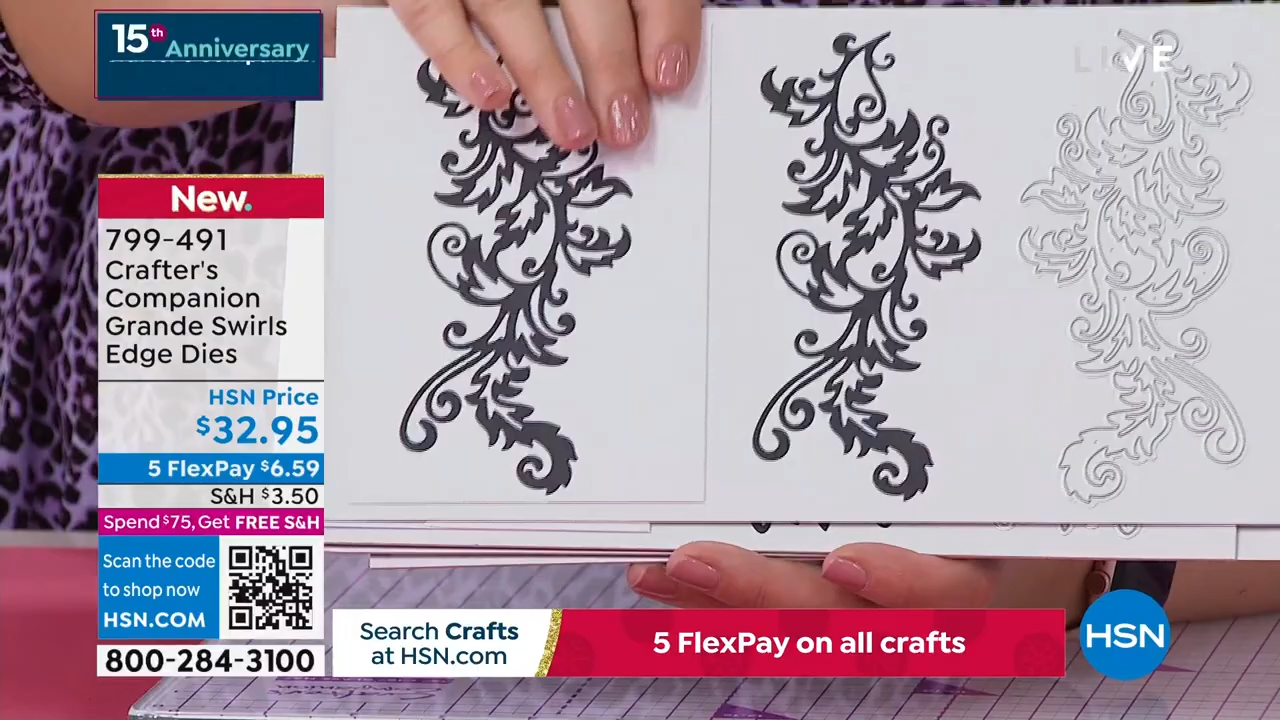 15th Anniversary
LIVE
New.
799-491
Crafter's
Companion
Grande Swirls
Edge Dies
HSN Price
$32.95
5 FlexPay $6.59
S&H $3.50
Spend $75, Get FREE S&H
Scan the code
to shop now
HSN.COM
800-284-3100
Search Crafts
at HSN.com
5 FlexPay on all crafts
HSN